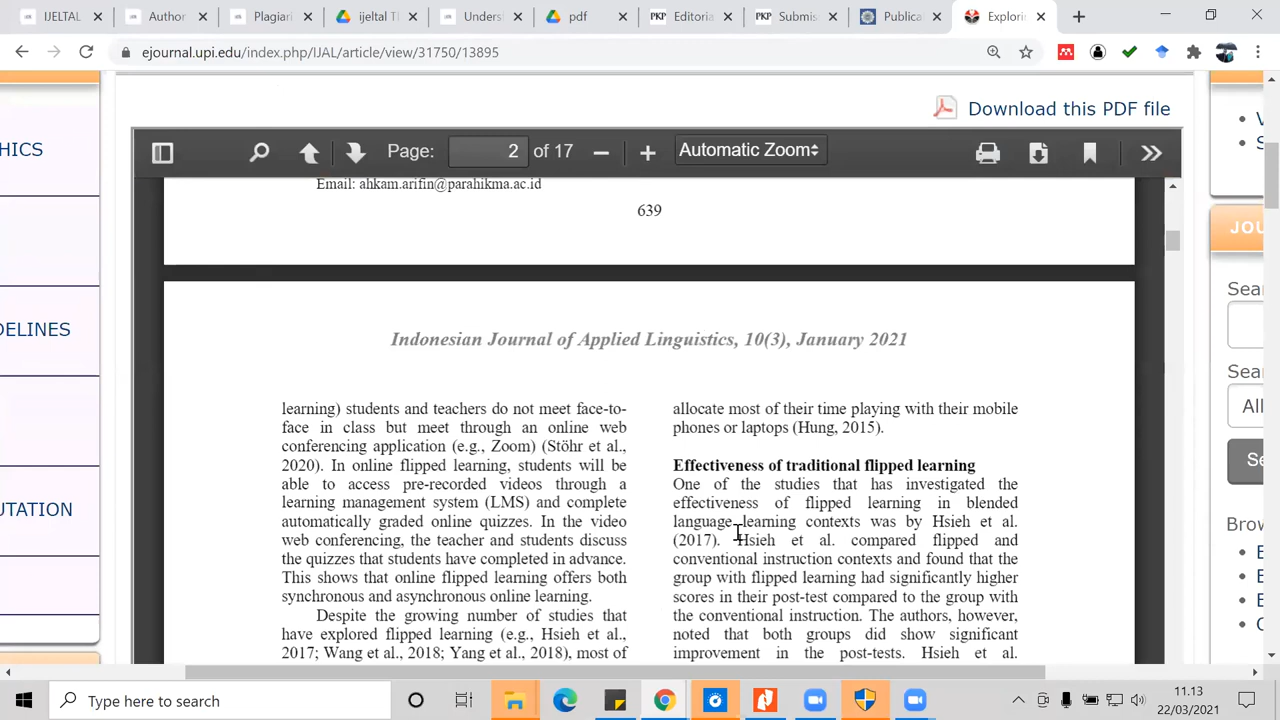 IJELTAL
Author
Plagiari
ijeltal Tl
Unders
pdf
PKP
Editoria
PKP
Submis
Publica
Explori
ejournal.upi.edu/index.php/IJAL/article/view/31750/13895
HICS
DELINES
UTATION
Download this PDF file
Page: 2 of 17
Automatic Zoom
JOU
Sear
Sear
All
Se
Brow
Email: ahkam.arifin@parahikma.ac.id
639
Indonesian Journal of Applied Linguistics, 10(3), January 2021
learning) students and teachers do not meet face-to-
face in class but meet through an online web
conferencing application (e.g., Zoom) (Stöhr et al.,
2020). In online flipped learning, students will be
able to access pre-recorded videos through a
learning management system (LMS) and complete
automatically graded online quizzes. In the video
web conferencing, the teacher and students discuss
the quizzes that students have completed in advance.
This shows that online flipped learning offers both
synchronous and asynchronous online learning.
Despite the growing number of studies that
have explored flipped learning (e.g., Hsieh et al.,
2017; Wang et al., 2018; Yang et al., 2018), most of
allocate most of their time playing with their mobile
phones or laptops (Hung, 2015).
Effectiveness of traditional flipped learning
One of the studies that has investigated the
effectiveness of flipped learning in blended
language learning contexts was by Hsieh et al.
(2017). Hsieh et al. compared flipped and
conventional instruction contexts and found that the
group with flipped learning had significantly higher
scores in their post-test compared to the group with
the conventional instruction. The authors, however,
noted that both groups did show significant
improvement in the post-tests. Hsieh et al.
Type here to search
11.13
22/03/2021